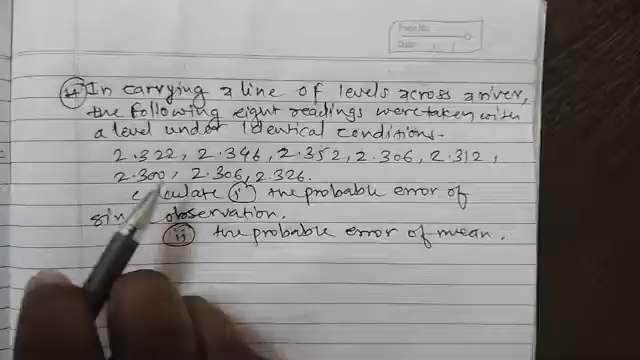 Page No.
Date
4 In carrying a line of levels across a river,
the following eight readings were taken with
a level under identical conditions.
2.322, 2.346, 2.352, 2.306, 2.312,
2.300, 2.306, 2.326.
calculate (i) the probable error of
observation.
(ii) the probable error of mean.